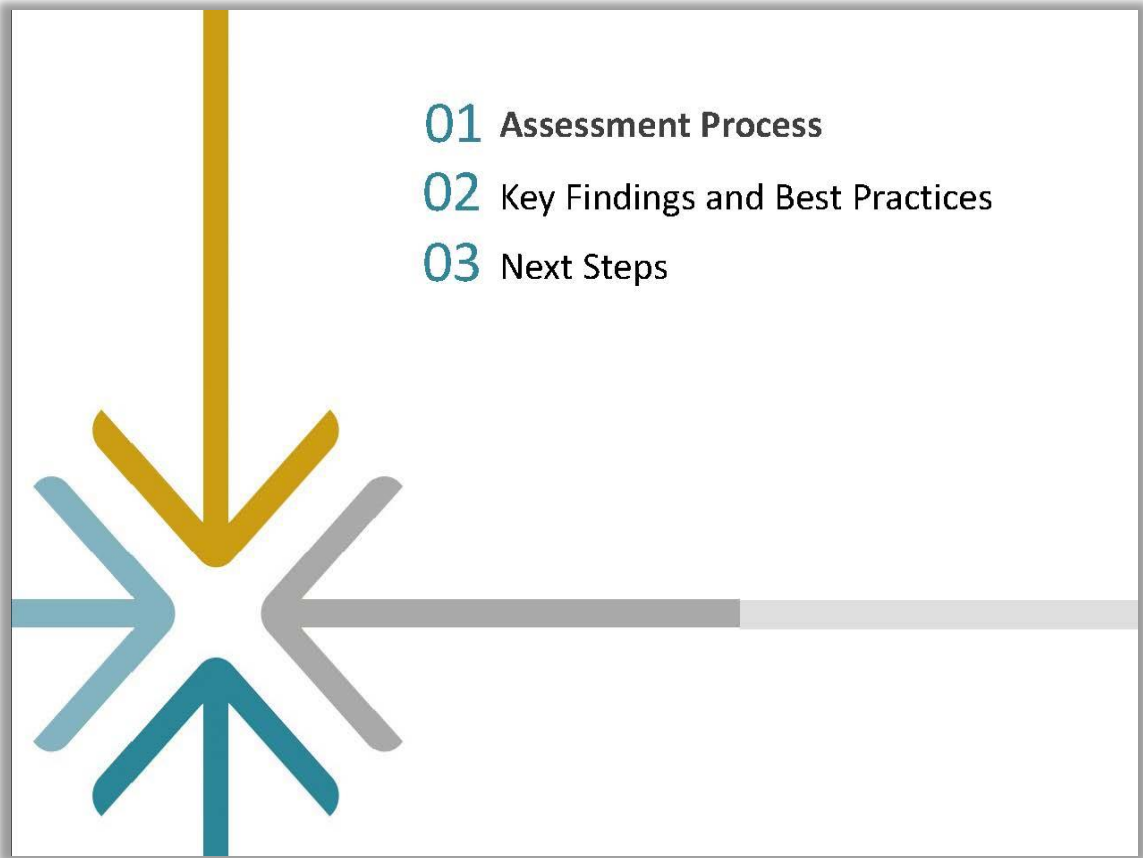 01 Assessment Process
02 Key Findings and Best Practices
03 Next Steps